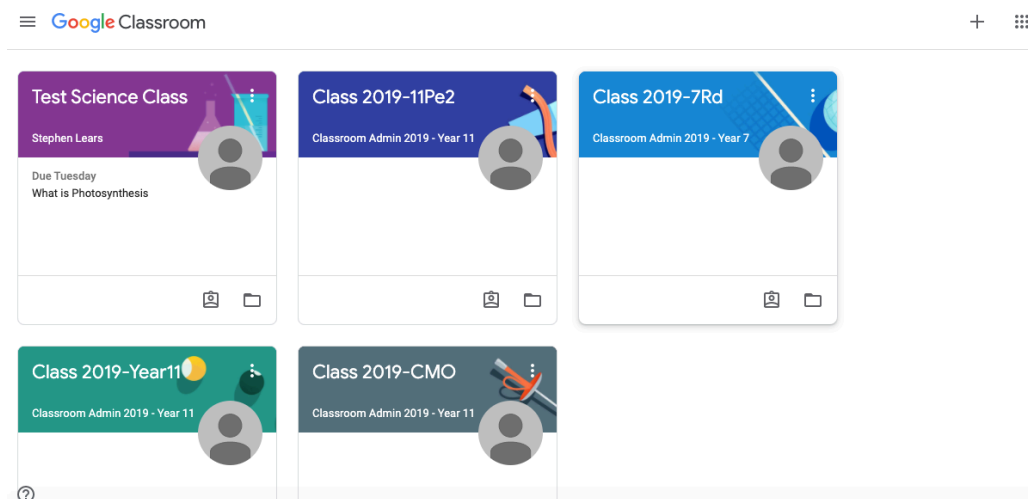 Google Classroom
Test Science Class
Stephen Lears
Due Tuesday
What is Photosynthesis
Class 2019-11Pe2
Classroom Admin 2019 - Year 11
Class 2019-7Rd
Classroom Admin 2019 - Year 7
Class 2019-Year11
Classroom Admin 2019 - Year 11
Class 2019-CMO
Classroom Admin 2019 - Year 11